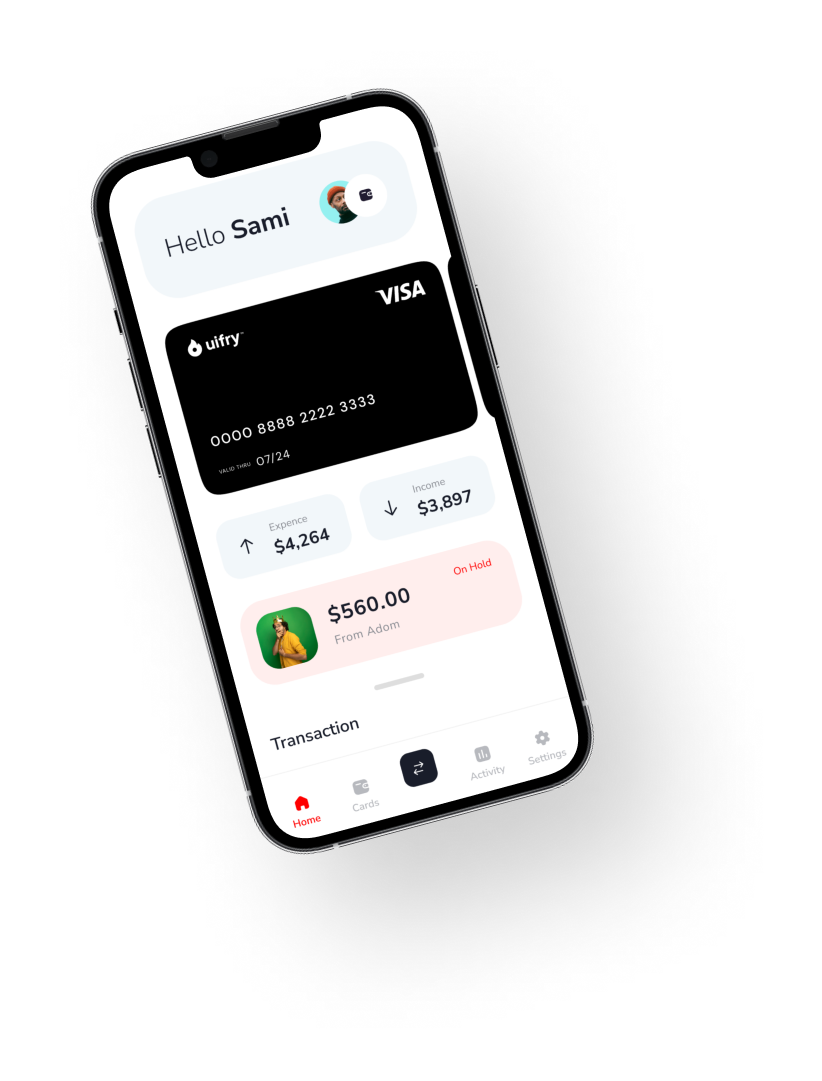 Hello Sami
VISA
uifry™
0000 8888 2222 3333
VALID THRU 07/24
Expence
$4,264
Income
$3,897
On Hold
$560.00
From Adom
Transaction
Home
Cards
Activity
Settings